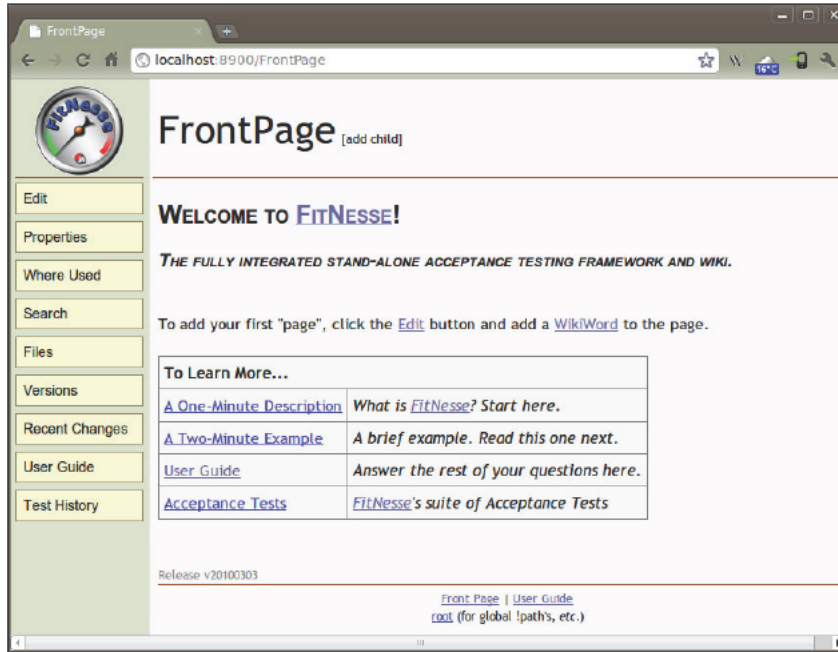 FrontPage
localhost:8900/FrontPage
W
16°C
FitNesse
FrontPage [add child]
Edit
Properties
Where Used
Search
Files
Versions
Recent Changes
User Guide
Test History
WELCOME TO FITNESSE!
THE FULLY INTEGRATED STAND-ALONE ACCEPTANCE TESTING FRAMEWORK AND WIKI.
To add your first "page", click the Edit button and add a WikiWord to the page.
To Learn More...
A One-Minute Description What is FitNesse? Start here.
A Two-Minute Example A brief example. Read this one next.
User Guide Answer the rest of your questions here.
Acceptance Tests FitNesse's suite of Acceptance Tests
Release v20100303
Front Page | User Guide
root (for global !path's, etc.)